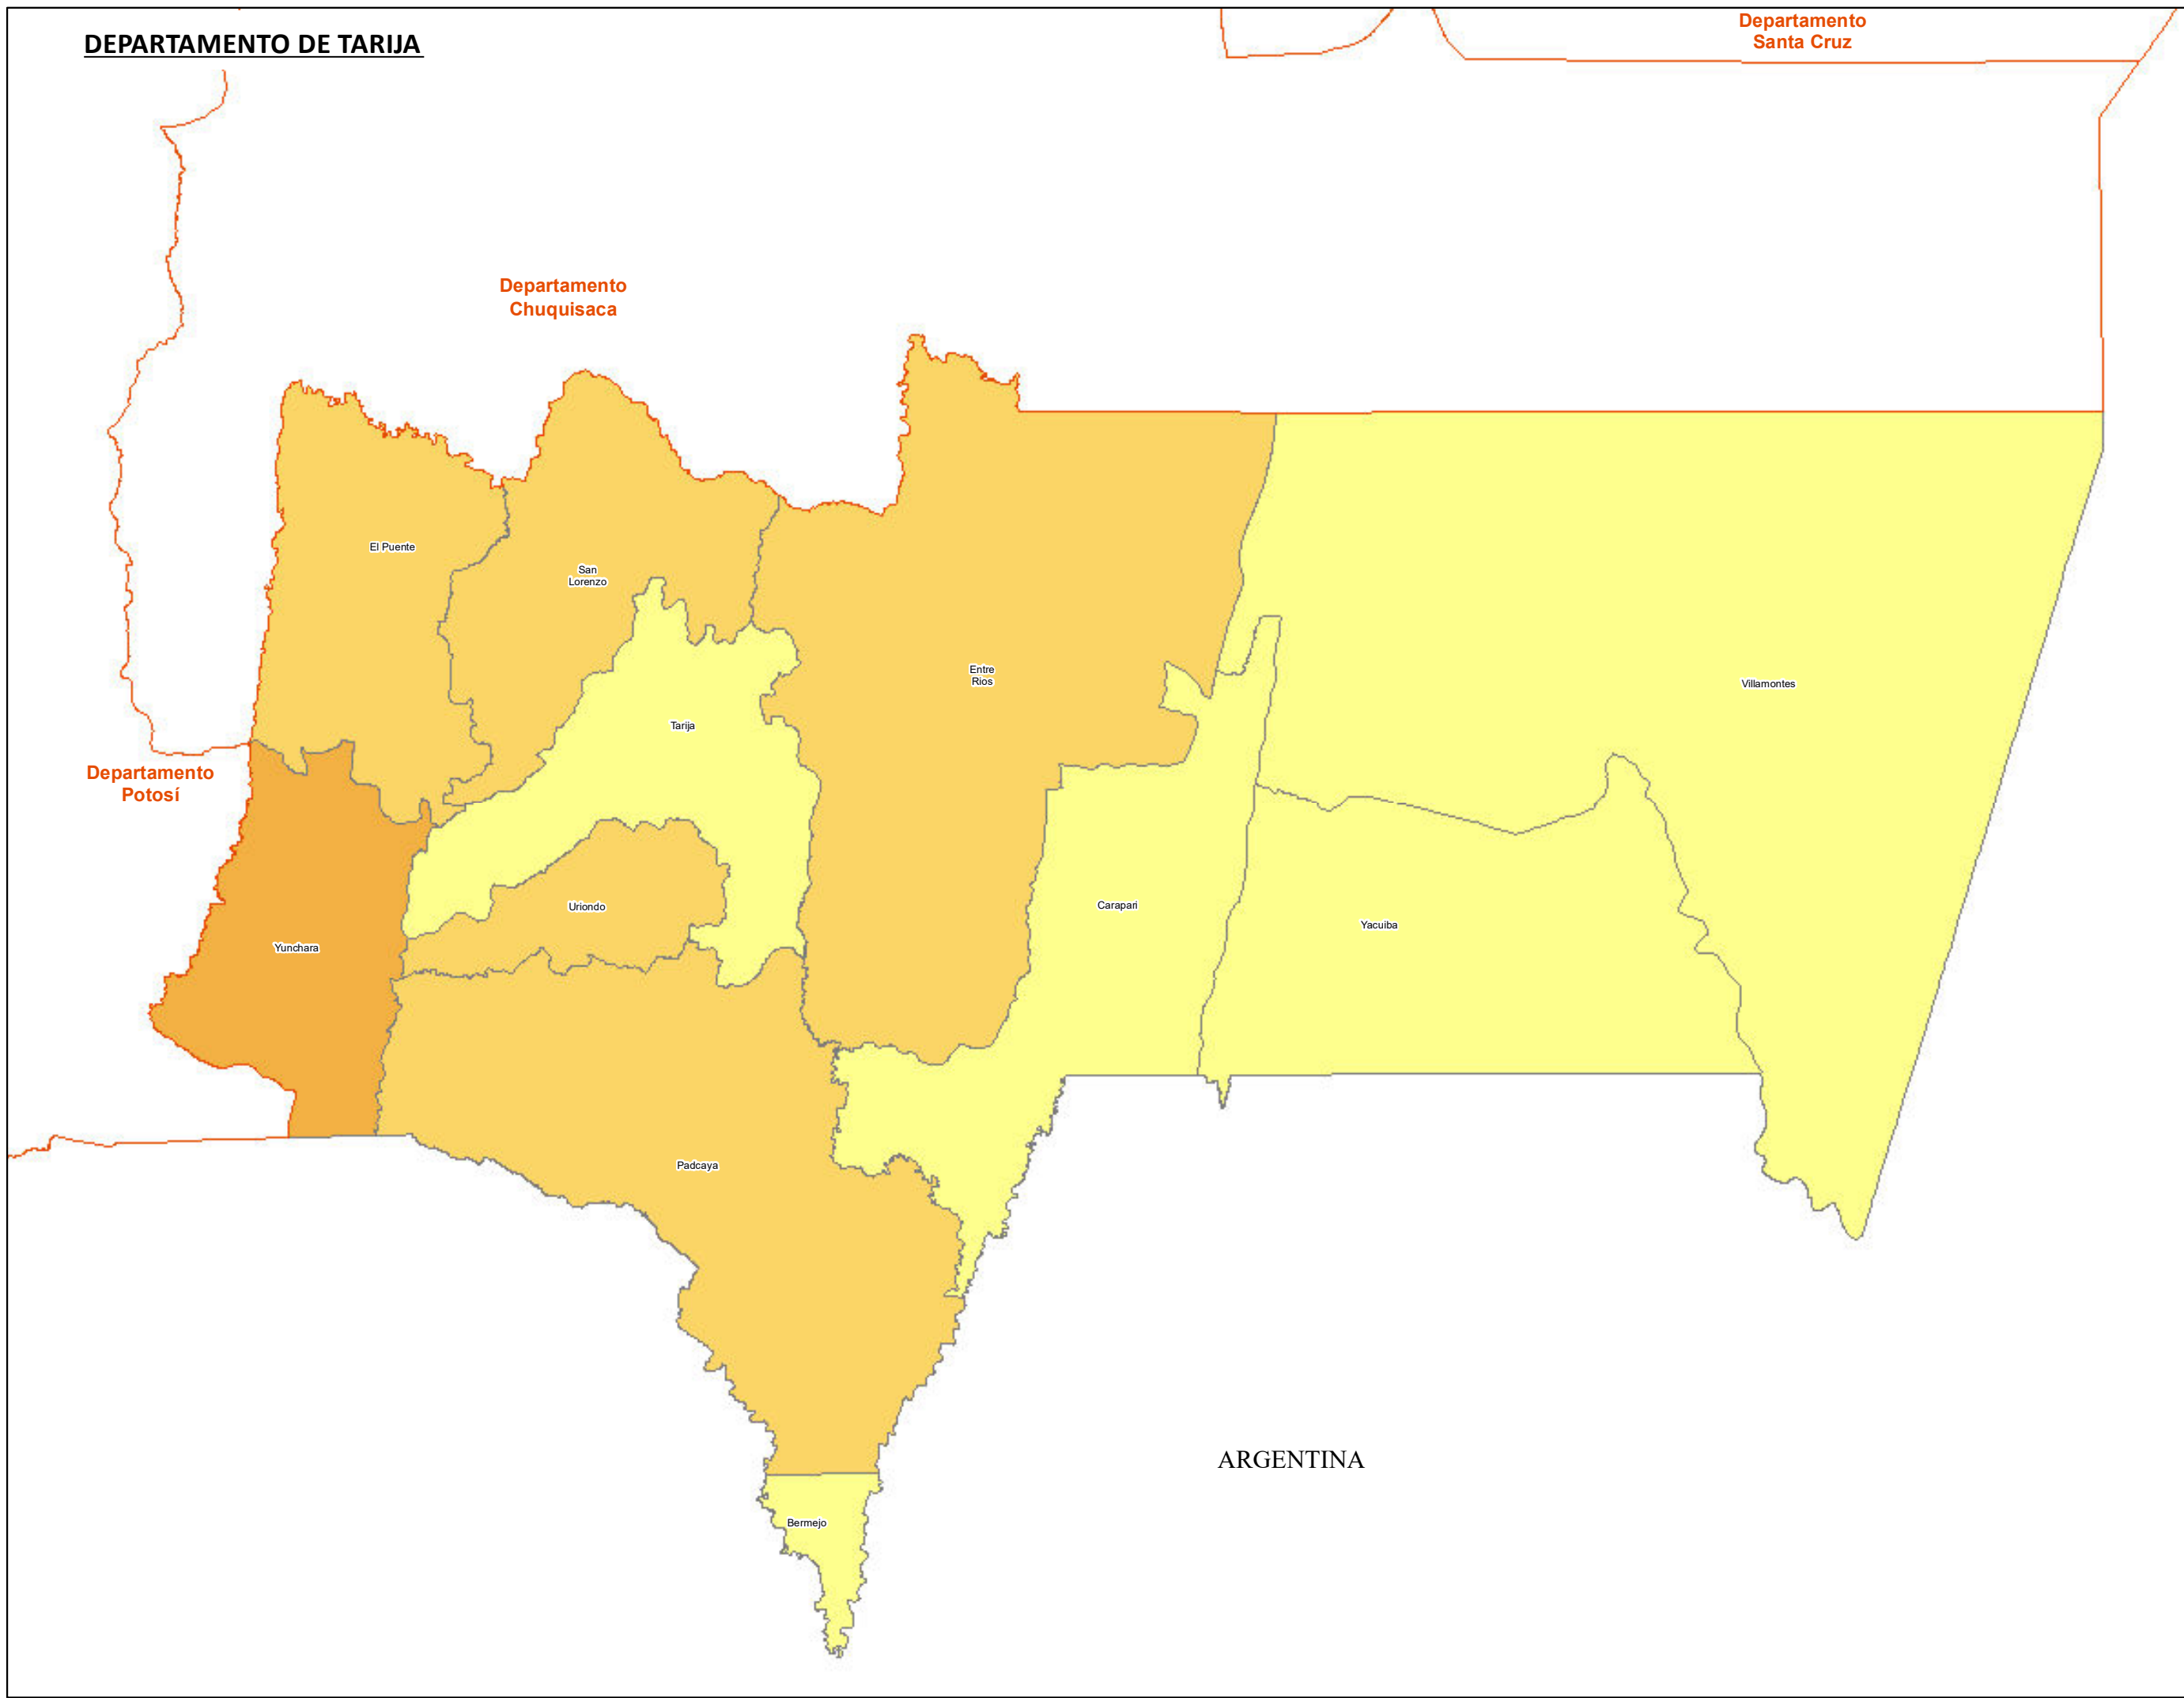 DEPARTAMENTO DE TARIJA
Departamento
Santa Cruz
Departamento
Chuquisaca
El Puente
San
Lorenzo
Entre
Rios
Villamontes
Tarija
Departamento
Potosí
Uriondo
Carapari
Yacuiba
Yunchara
Padcaya
ARGENTINA
Bermejo